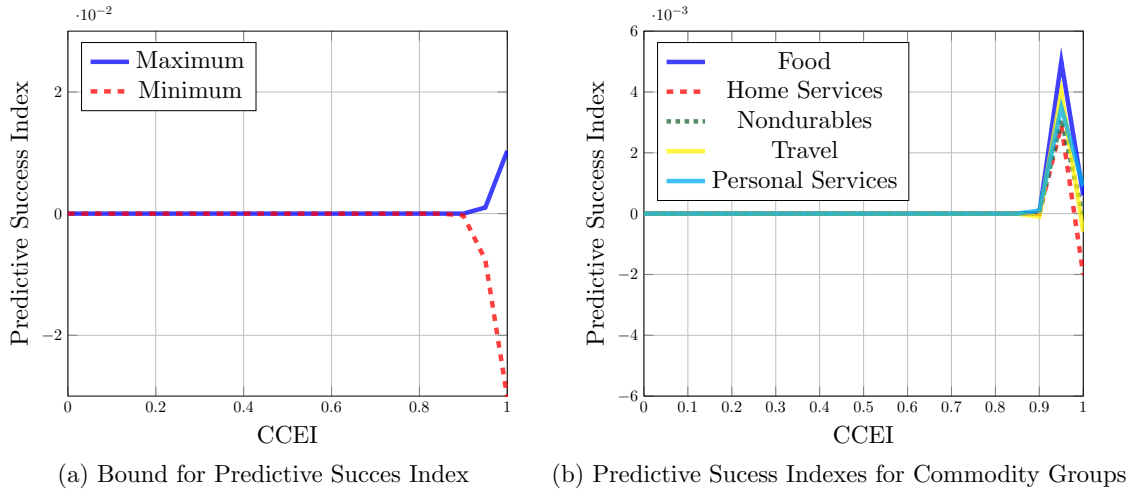 ·10⁻²
2
0
−2
0
0.2
0.4
0.6
0.8
1
Predictive Success Index
CCEI
Maximum
Minimum
(a) Bound for Predictive Succes Index
·10⁻³
6
4
2
0
−2
−4
−6
0
0.1
0.2
0.3
0.4
0.5
0.6
0.7
0.8
0.9
1
Predictive Success Index
CCEI
Food
Home Services
Nondurables
Travel
Personal Services
(b) Predictive Sucess Indexes for Commodity Groups